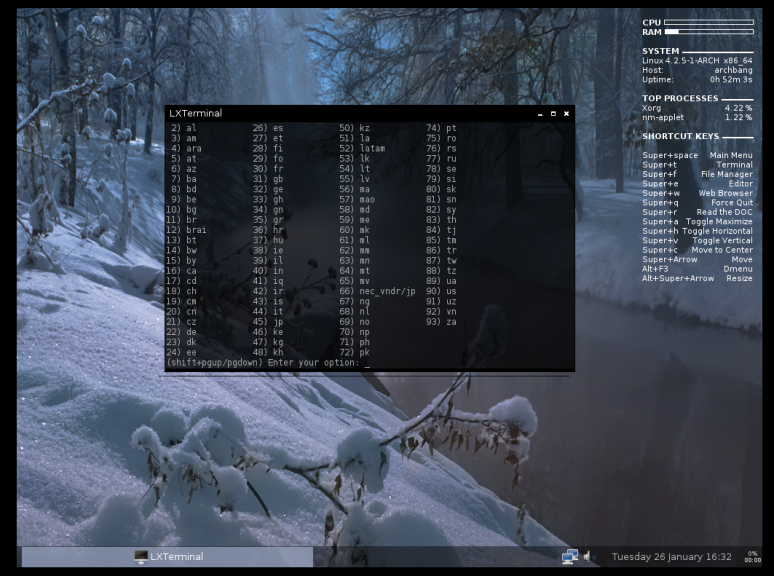 CPU
RAM
SYSTEM
Linux 4.2.5-1-ARCH x86_64
Host: archbang
Uptime: 0h 52m 3s
TOP PROCESSES
Xorg 4.22 %
nm-applet 1.22 %
SHORTCUT KEYS
Super+space Main Menu
Super+t Terminal
Super+f File Manager
Super+e Editor
Super+w Web Browser
Super+q Force Quit
Super+r Read the DOC
Super+a Toggle Maximize
Super+h Toggle Horizontal
Super+v Toggle Vertical
Super+c Move to Center
Super+Arrow Move
Alt+F3 Dmenu
Alt+Super+Arrow Resize
LXTerminal
2) al 26) es 50) kz 74) pt
3) am 27) et 51) la 75) ro
4) ara 28) fi 52) latam 76) rs
5) at 29) fo 53) lk 77) ru
6) az 30) fr 54) lt 78) se
7) ba 31) gb 55) lv 79) si
8) bd 32) ge 56) ma 80) sk
9) be 33) gh 57) mao 81) sn
10) bg 34) gn 58) md 82) sy
11) br 35) gr 59) me 83) th
12) brai 36) hr 60) mk 84) tj
13) bt 37) hu 61) ml 85) tm
14) bw 38) ie 62) mm 86) tr
15) by 39) il 63) mn 87) tw
16) ca 40) in 64) mt 88) tz
17) cd 41) iq 65) mv 89) ua
18) ch 42) ir 66) nec_vndr/jp 90) us
19) cm 43) is 67) ng 91) uz
20) cn 44) it 68) nl 92) vn
21) cz 45) jp 69) no 93) za
22) de 46) ke 70) np
23) dk 47) kg 71) ph
24) ee 48) kh 72) pk
(shift+pgup/pgdown) Enter your option: _
LXTerminal
Tuesday 26 January 16:32
0%
00:00